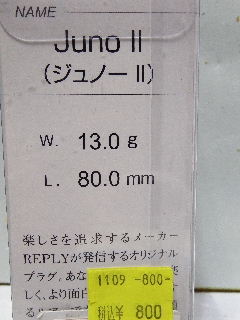 NAME
Juno II
(ジュノー II)
W. 13.0 g
L. 80.0 mm
楽しさを追求するメーカー
REPLYが発信するオリジナル
プラグ。あな
しく、より面白
1109 -800-
税込¥ 800